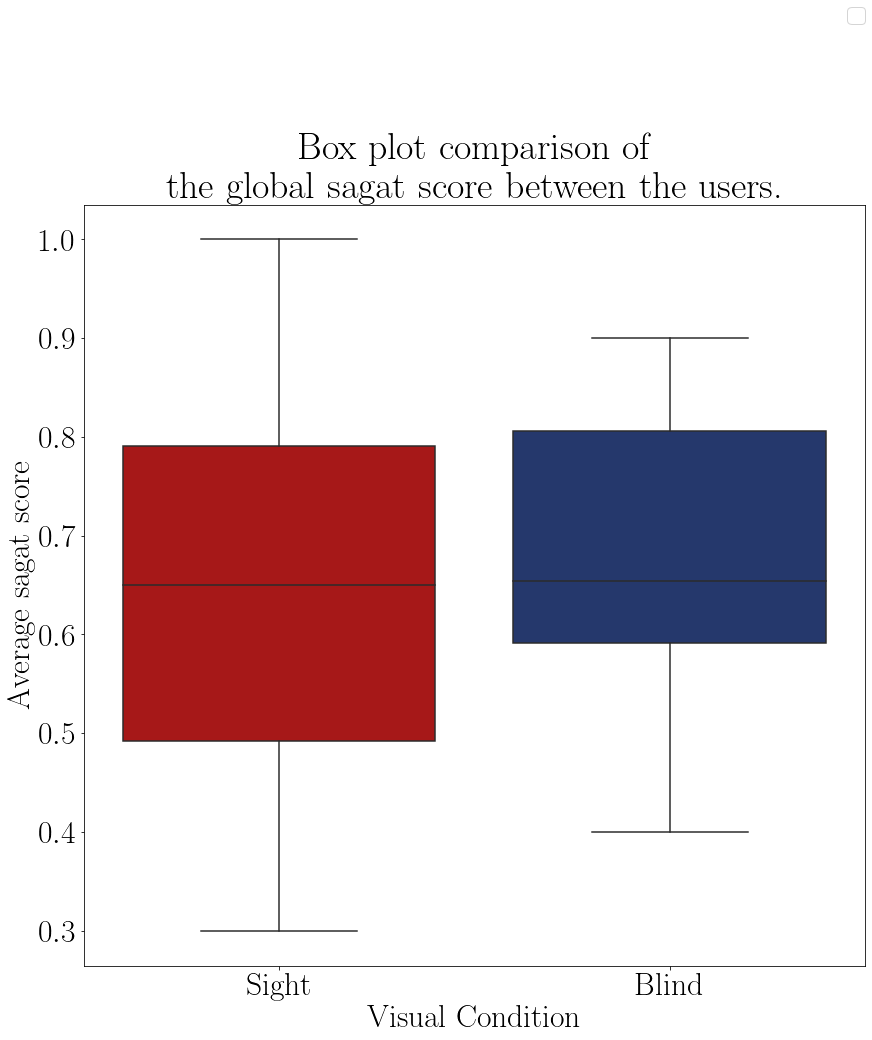 Box plot comparison of
the global sagat score between the users.
Average sagat score
1.0
0.9
0.8
0.7
0.6
0.5
0.4
0.3
Sight
Blind
Visual Condition